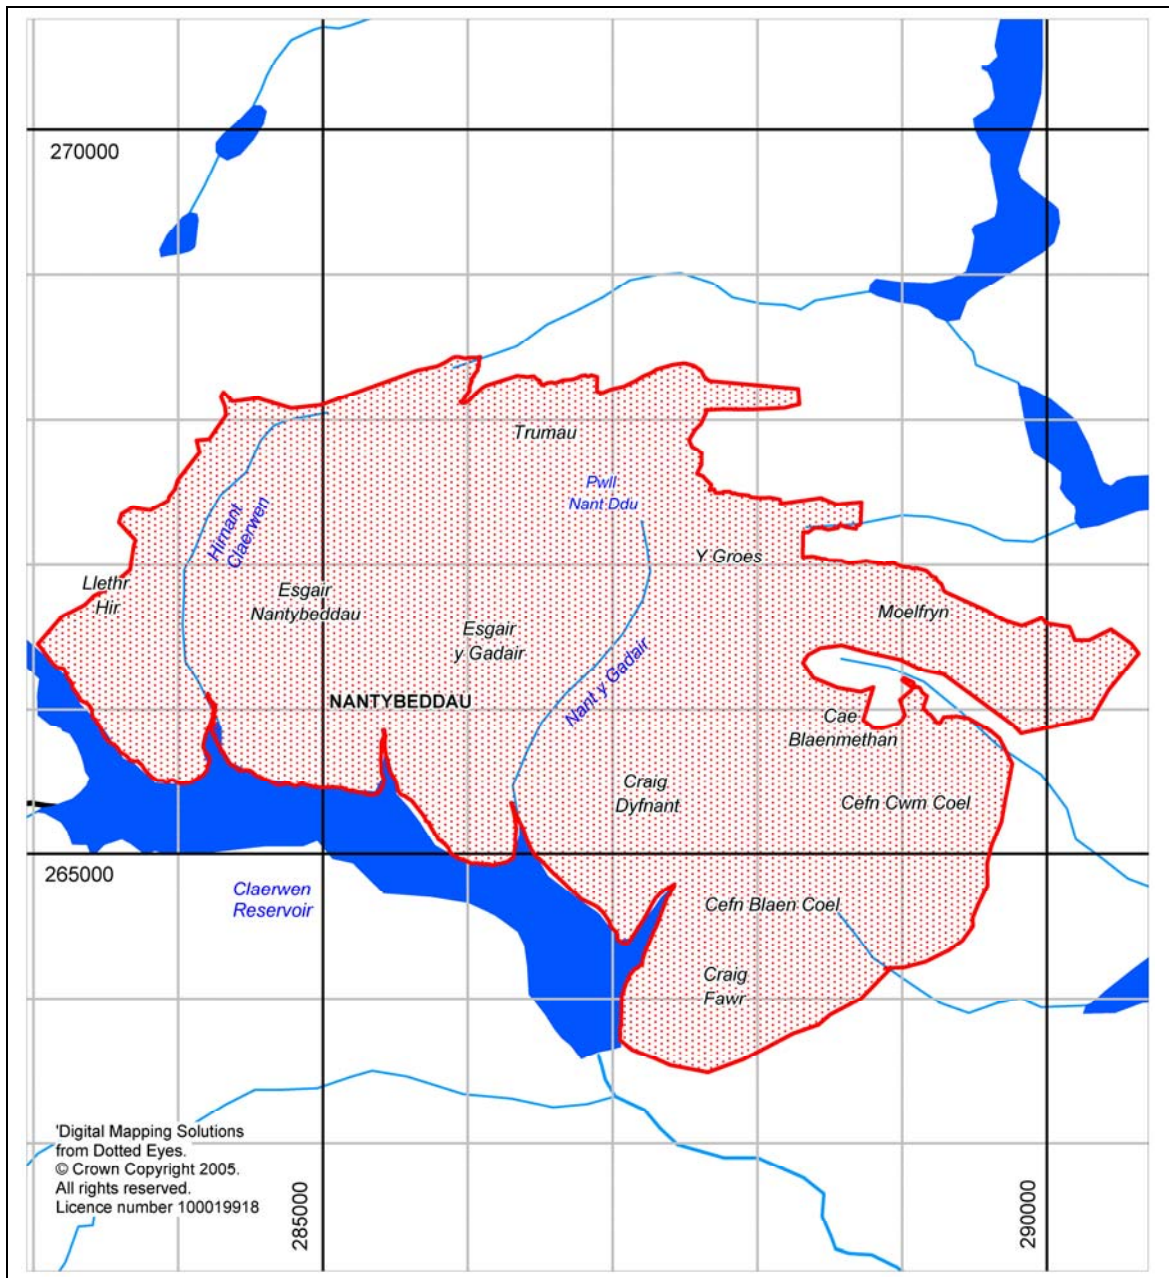 270000
Trumau
Pwll
Nant Ddu
Hirnant
Claerwen
Y Groes
Llethr
Hir
Esgair
Nantybeddau
Moelfryn
Esgair
y Gadair
Nant y Gadair
NANTYBEDDAU
Cae
Blaenmethan
Craig
Dyfnant
Cefn Cwm Coel
265000
Claerwen
Reservoir
Cefn Blaen Coel
Craig
Fawr
'Digital Mapping Solutions
from Dotted Eyes.
© Crown Copyright 2005.
All rights reserved.
Licence number 100019918
285000
290000